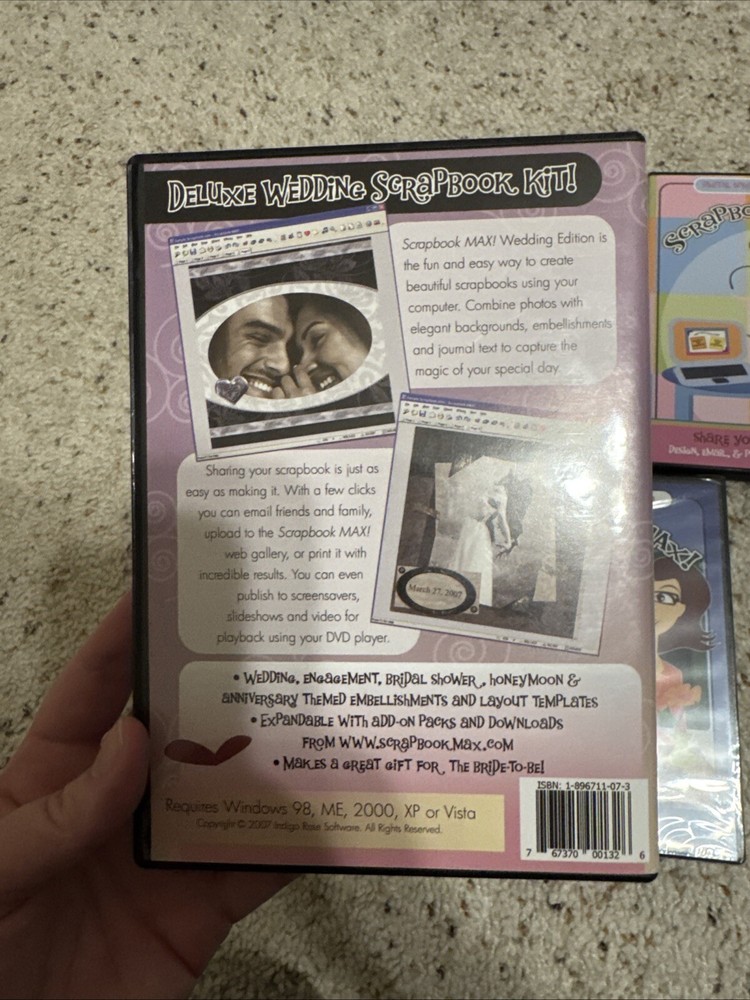 DELUXE WEDDING SCRAPBOOK KIT!
Scrapbook MAX! Wedding Edition is
the fun and easy way to create
beautiful scrapbooks using your
computer. Combine photos with
elegant backgrounds, embellishments
and journal text to capture the
magic of your special day.
Sharing your scrapbook is just as
easy as making it. With a few clicks
you can email friends and family,
upload to the Scrapbook MAX!
web gallery, or print it with
incredible results. You can even
publish to screensavers,
slideshows and video for
playback using your DVD player.
March 27, 2007
• WEDDING, ENGAGEMENT, BRIDAL SHOWER, HONEYMOON &
ANNIVERSARY THEMED EMBELLISHMENTS AND LAYOUT TEMPLATES
• EXPANDABLE WITH ADD-ON PACKS AND DOWNLOADS
FROM WWW.SCRAPBOOKMAX.COM
• MAKES A GREAT GIFT FOR THE BRIDE-TO-BE!
Requires Windows 98, ME, 2000, XP or Vista
Copyright © 2007 Indigo Rose Software. All Rights Reserved.
ISBN: 1-896711-07-3
7 67370 00132 6
SCRAPBO
SHARE YO
DESIGN, EMAIL, & P
MAX!